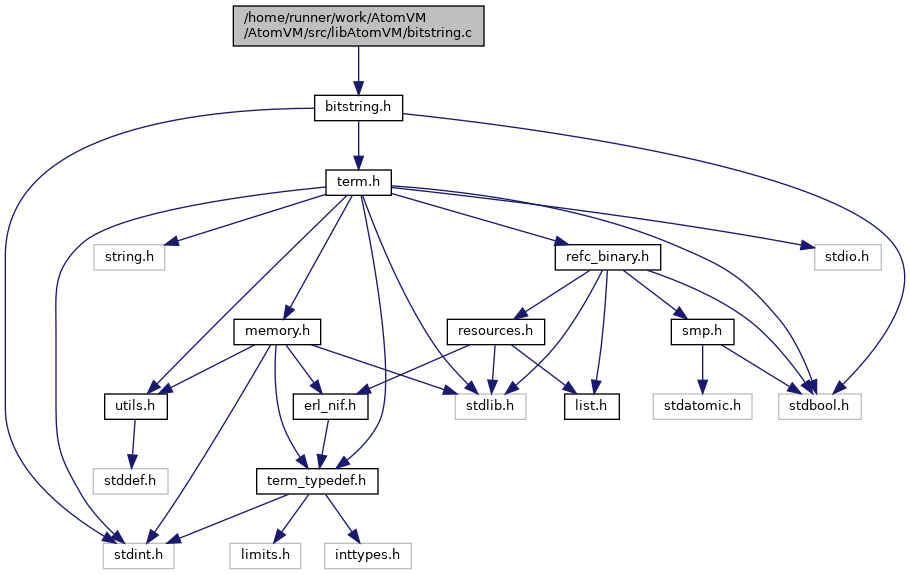 /home/runner/work/AtomVM
/AtomVM/src/libAtomVM/bitstring.c
bitstring.h
term.h
string.h
refc_binary.h
stdio.h
memory.h
resources.h
smp.h
utils.h
erl_nif.h
stdlib.h
list.h
stdatomic.h
stdbool.h
stddef.h
term_typedef.h
stdint.h
limits.h
inttypes.h